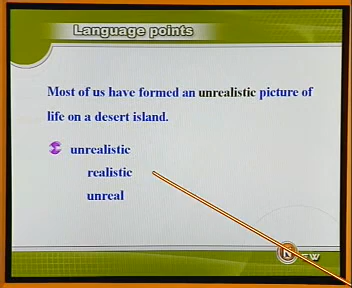 Language points
Most of us have formed an unrealistic picture of
life on a desert island.
unrealistic
realistic
unreal